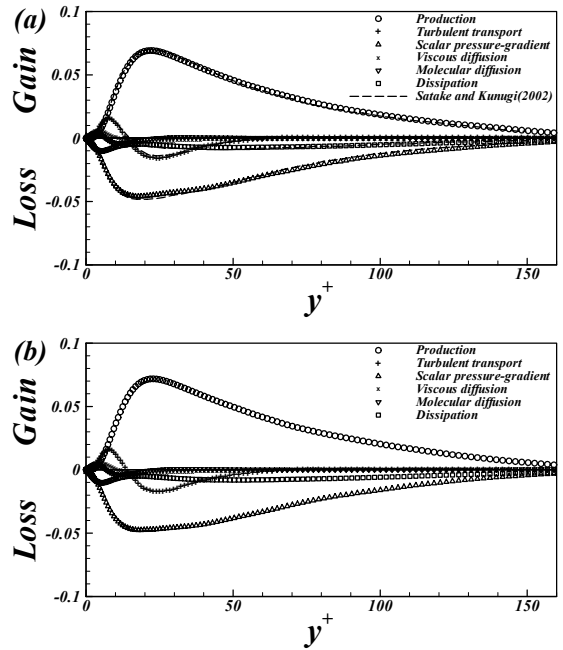 (a)
0.1
Production
Turbulent transport
Scalar pressure-gradient
Viscous diffusion
Molecular diffusion
Dissipation
Satake and Kunugi(2002)
Gain
0.05
0
Loss
-0.05
-0.1
0 50 100 150
y+
(b)
0.1
Production
Turbulent transport
Scalar pressure-gradient
Viscous diffusion
Molecular diffusion
Dissipation
Gain
0.05
0
Loss
-0.05
-0.1
0 50 100 150
y+